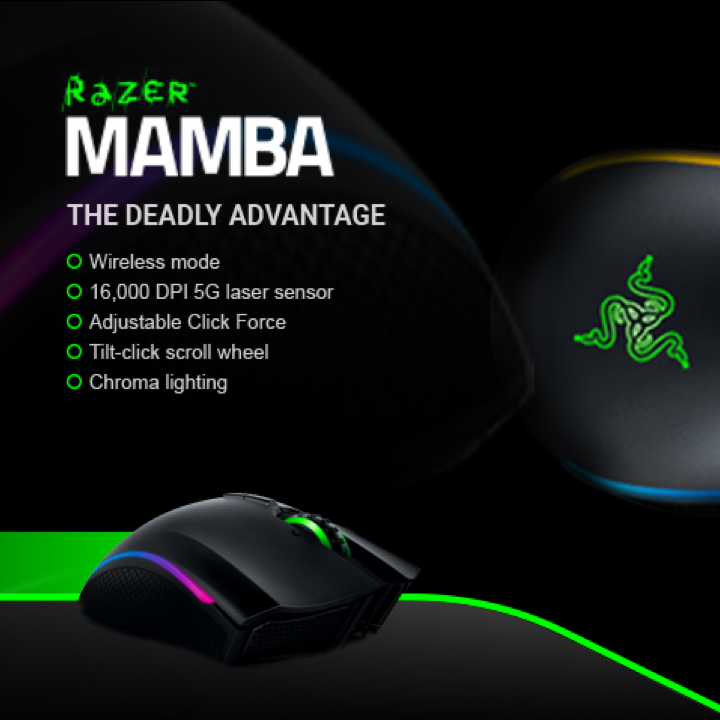 RAZER™
MAMBA
THE DEADLY ADVANTAGE
Wireless mode
16,000 DPI 5G laser sensor
Adjustable Click Force
Tilt-click scroll wheel
Chroma lighting